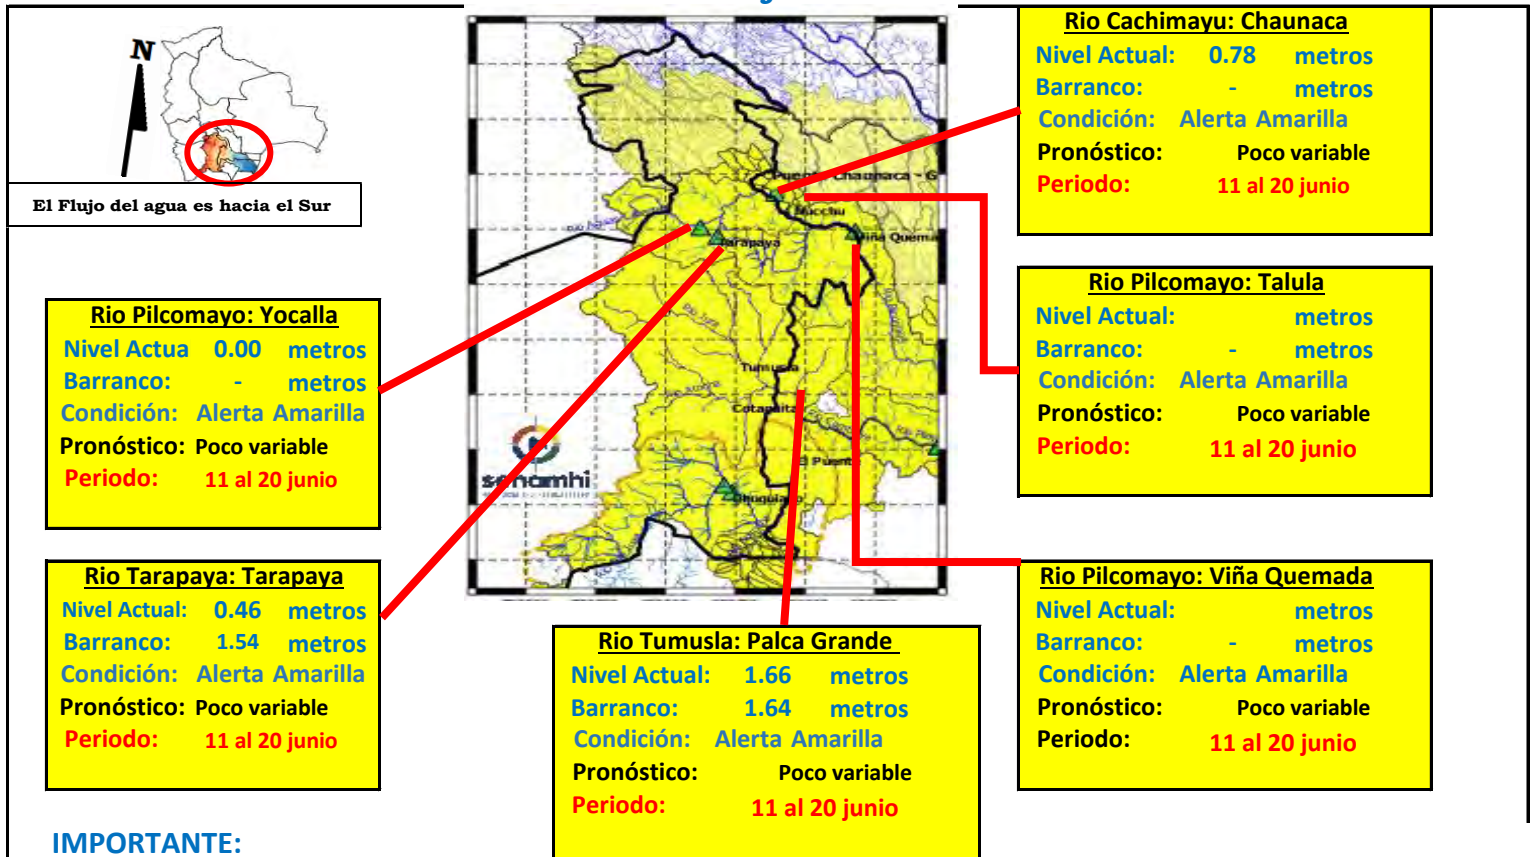 N
El Flujo del agua es hacia el Sur
Rio Cachimayu: Chaunaca
Nivel Actual: 0.78 metros
Barranco: - metros
Condición: Alerta Amarilla
Pronóstico: Poco variable
Periodo: 11 al 20 junio
Rio Pilcomayo: Talula
Nivel Actual: metros
Barranco: - metros
Condición: Alerta Amarilla
Pronóstico: Poco variable
Periodo: 11 al 20 junio
Rio Pilcomayo: Yocalla
Nivel Actua 0.00 metros
Barranco: - metros
Condición: Alerta Amarilla
Pronóstico: Poco variable
Periodo: 11 al 20 junio
Rio Tarapaya: Tarapaya
Nivel Actual: 0.46 metros
Barranco: 1.54 metros
Condición: Alerta Amarilla
Pronóstico: Poco variable
Periodo: 11 al 20 junio
Rio Tumusla: Palca Grande
Nivel Actual: 1.66 metros
Barranco: 1.64 metros
Condición: Alerta Amarilla
Pronóstico: Poco variable
Periodo: 11 al 20 junio
Rio Pilcomayo: Viña Quemada
Nivel Actual: metros
Barranco: - metros
Condición: Alerta Amarilla
Pronóstico: Poco variable
Periodo: 11 al 20 junio
Puente Chaunaca - G
Tarapaya
Viña Quema
Tumusla
Cotagaita
El Puente
senamhi
IMPORTANTE: